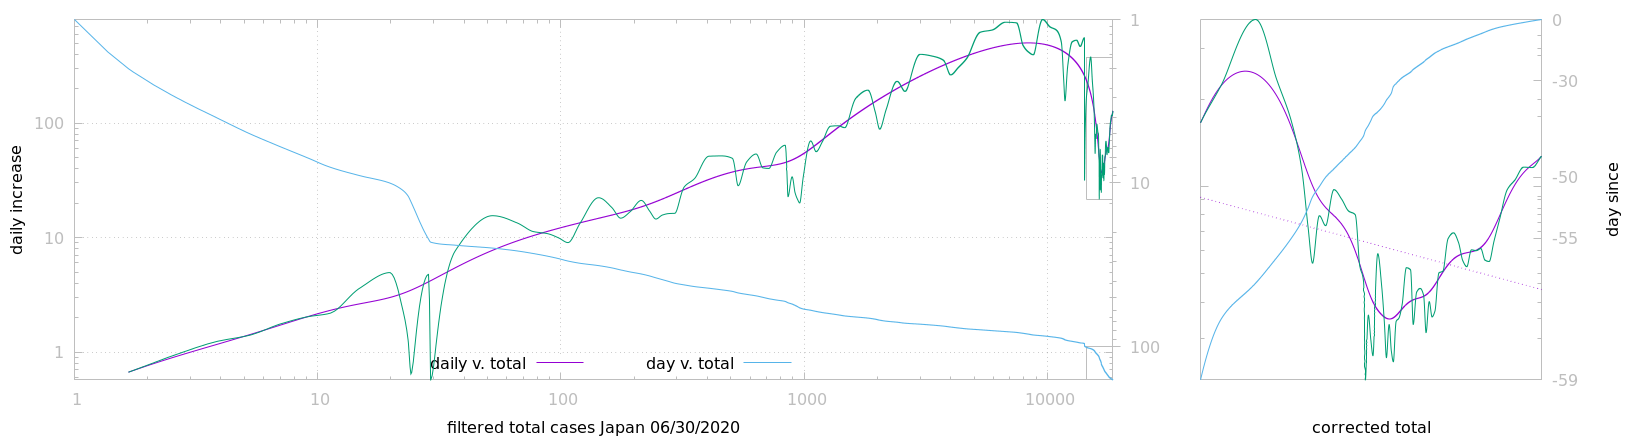 daily increase
100
10
1
1
10
100
1000
10000
daily v. total
day v. total
1
10
100
filtered total cases Japan 06/30/2020
0
-30
-50
-55
-59
day since
corrected total